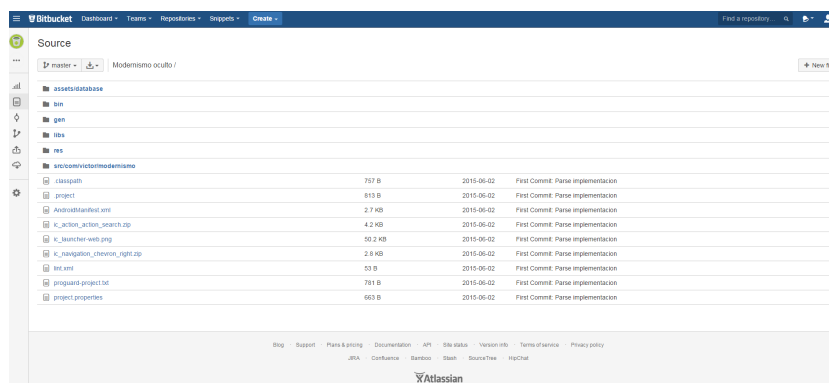 Bitbucket Dashboard Teams Repositories Snippets Create Find a repository...
Source
master Modernismo oculto / + New fi
assets/database
bin
gen
libs
res
src/com/victor/modernismo
.classpath 757 B 2015-06-02 First Commit: Parse implementacion
.project 813 B 2015-06-02 First Commit: Parse implementacion
AndroidManifest.xml 2.7 KB 2015-06-02 First Commit: Parse implementacion
ic_action_action_search.zip 4.2 KB 2015-06-02 First Commit: Parse implementacion
ic_launcher-web.png 50.2 KB 2015-06-02 First Commit: Parse implementacion
ic_navigation_chevron_right.zip 2.8 KB 2015-06-02 First Commit: Parse implementacion
lint.xml 53 B 2015-06-02 First Commit: Parse implementacion
proguard-project.txt 781 B 2015-06-02 First Commit: Parse implementacion
project.properties 663 B 2015-06-02 First Commit: Parse implementacion
Blog · Support · Plans & pricing · Documentation · API · Site status · Version info · Terms of service · Privacy policy
JIRA · Confluence · Bamboo · Stash · SourceTree · HipChat
Atlassian